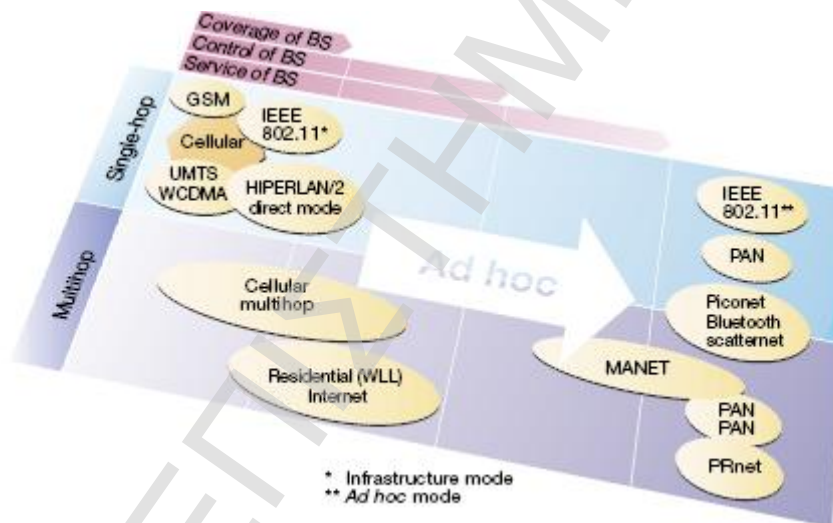 Coverage of BS
Control of BS
Service of BS
Single-hop
Multihop
GSM
IEEE
802.11*
Cellular
UMTS
WCDMA
HIPERLAN/2
direct mode
Ad hoc
IEEE
802.11**
PAN
Piconet
Bluetooth
scatternet
Cellular
multihop
Residential (WLL)
Internet
MANET
PAN
PAN
PRnet
* Infrastructure mode
** Ad hoc mode